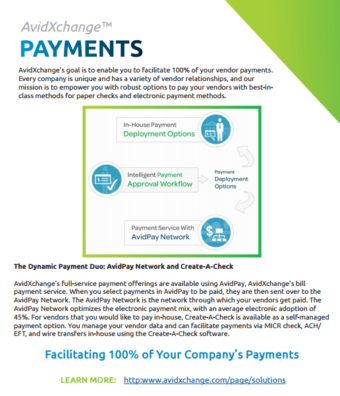 AvidXchange™
PAYMENTS
AvidXchange's goal is to enable you to facilitate 100% of your vendor payments.
Every company is unique and has a variety of vendor relationships, and our
mission is to empower you with robust options to pay your vendors with best-in-
class methods for paper checks and electronic payment methods.
In-House Payment
Deployment Options
Intelligent Payment
Approval Workflow
Payment
Deployment
Options
Payment Service With
AvidPay Network
The Dynamic Payment Duo: AvidPay Network and Create-A-Check
AvidXchange's full-service payment offerings are available using AvidPay, AvidXchange's bill
payment service. When you select payments in AvidPay to be paid, they are then sent over to the
AvidPay Network. The AvidPay Network is the network through which your vendors get paid. The
AvidPay Network optimizes the electronic payment mix, with an average electronic adoption of
45%. For vendors that you would like to pay in-house, Create-A-Check is available as a self-managed
payment option. You manage your vendor data and can facilitate payments via MICR check, ACH/
EFT, and wire transfers in-house using the Create-A-Check software.
Facilitating 100% of Your Company's Payments
LEARN MORE: http:www.avidxchange.com/page/solutions